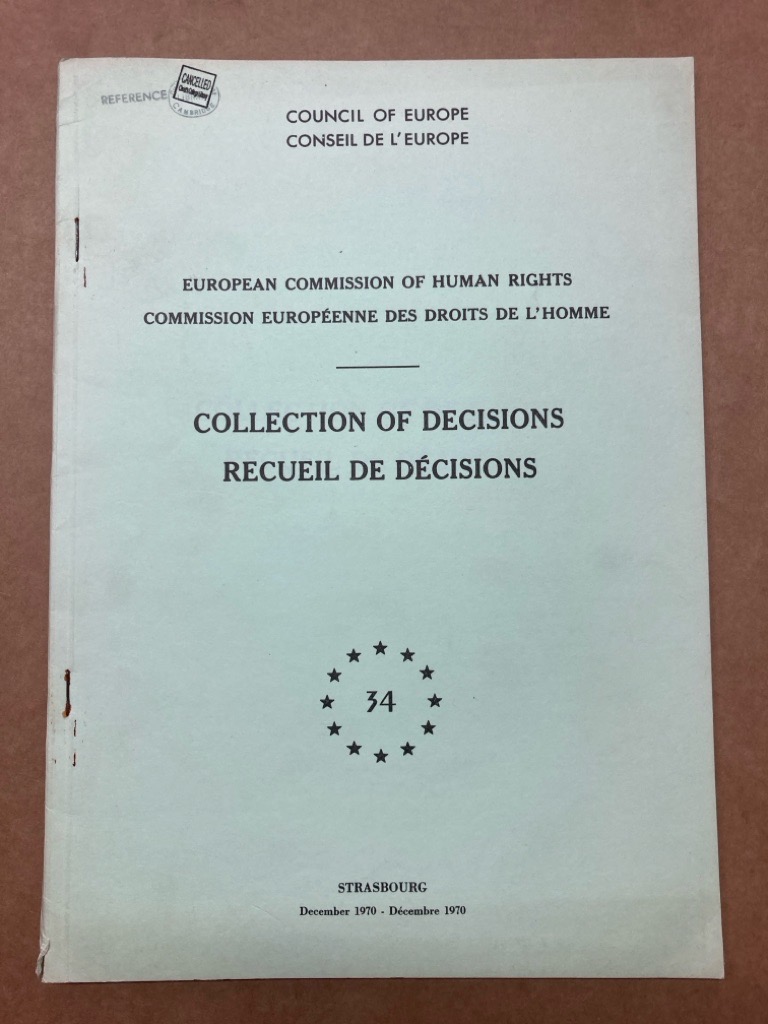 REFERENCE
CANCELLED
CAMBRIDGE
COUNCIL OF EUROPE
CONSEIL DE L'EUROPE
EUROPEAN COMMISSION OF HUMAN RIGHTS
COMMISSION EUROPÉENNE DES DROITS DE L'HOMME
COLLECTION OF DECISIONS
RECUEIL DE DÉCISIONS
34
STRASBOURG
December 1970 - Décembre 1970